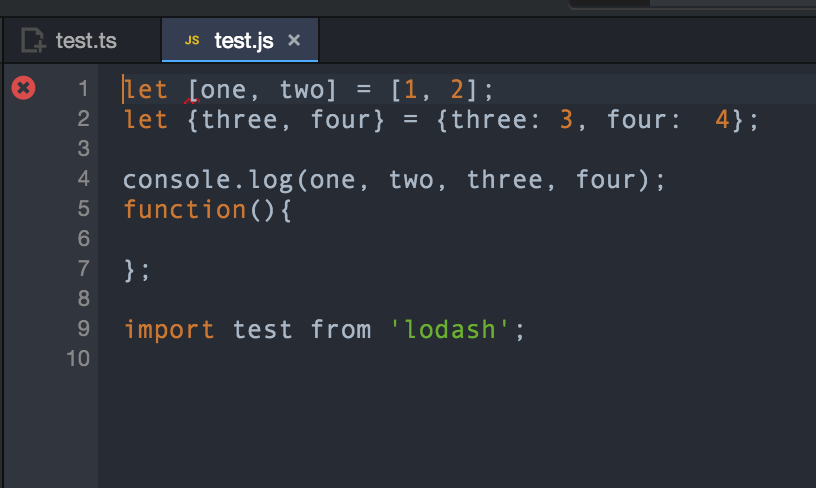 test.ts JS test.js ×
1 let [one, two] = [1, 2];
2 let {three, four} = {three: 3, four:  4};
3
4 console.log(one, two, three, four);
5 function(){
6
7 };
8
9 import test from 'lodash';
10